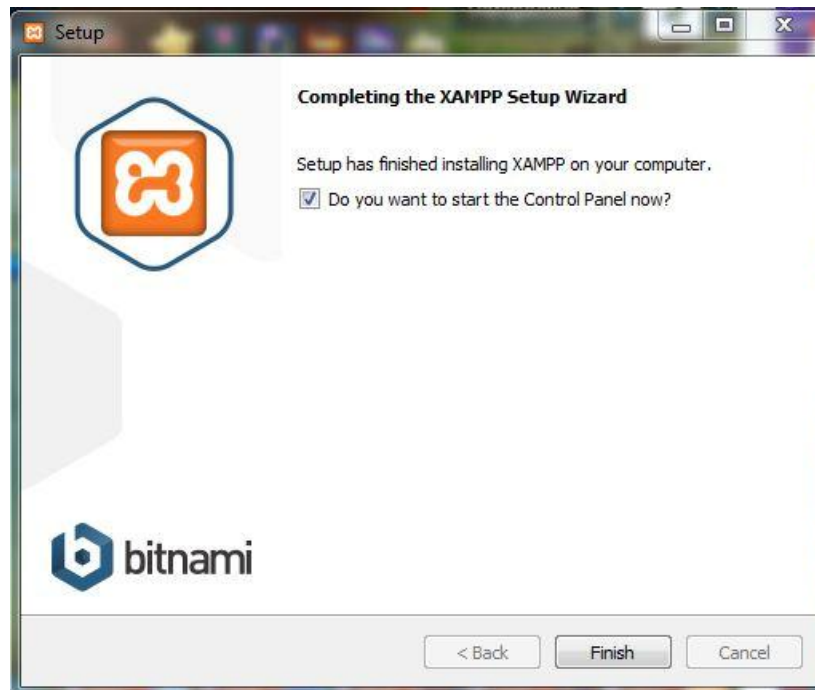 Setup
Completing the XAMPP Setup Wizard
Setup has finished installing XAMPP on your computer.
Do you want to start the Control Panel now?
bitnami
< Back
Finish
Cancel